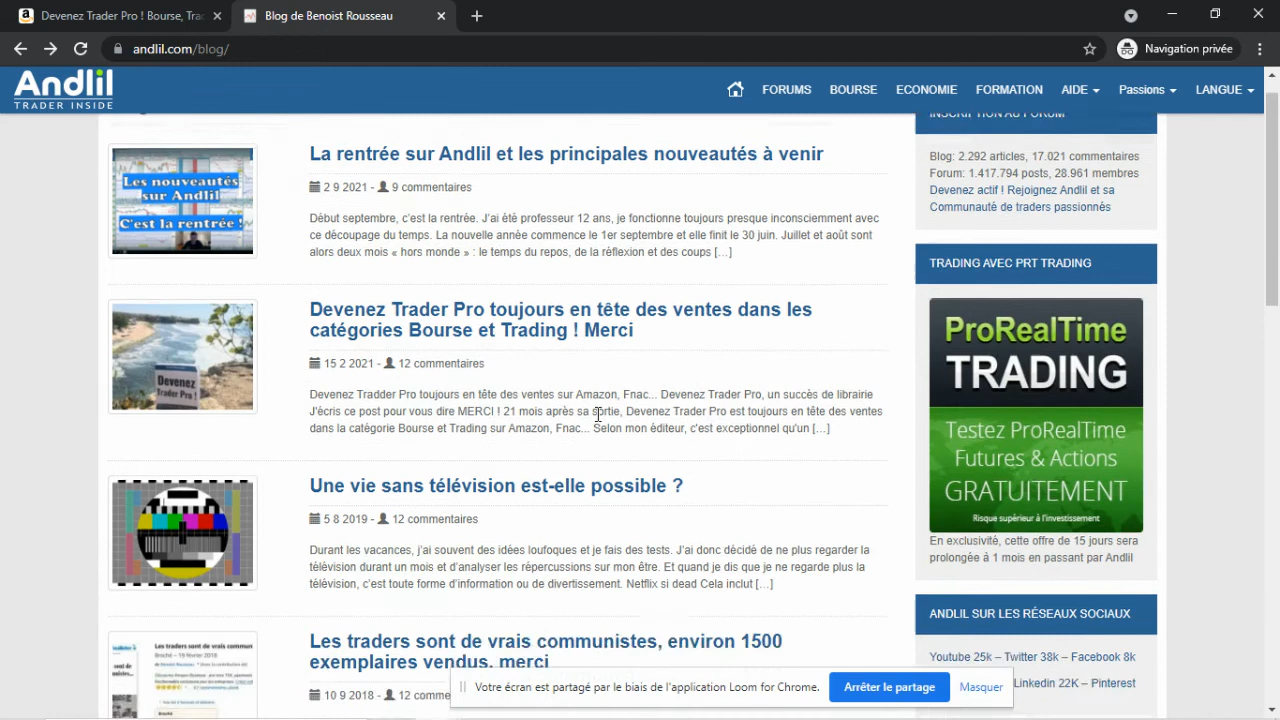 Devenez Trader Pro ! Bourse, Tra
Blog de Benoist Rousseau
andlil.com/blog/
Navigation privée
Andlil
TRADER INSIDE
FORUMS
BOURSE
ECONOMIE
FORMATION
AIDE
Passions
LANGUE
La rentrée sur Andlil et les principales nouveautés à venir
2 9 2021 - 9 commentaires
Début septembre, c'est la rentrée. J'ai été professeur 12 ans, je fonctionne toujours presque inconsciemment avec
ce découpage du temps. La nouvelle année commence le 1er septembre et elle finit le 30 juin. Juillet et août sont
alors deux mois « hors monde » : le temps du repos, de la réflexion et des coups […]
Les nouveautés
sur Andlil
C'est la rentrée !
Devenez Trader Pro toujours en tête des ventes dans les
catégories Bourse et Trading ! Merci
15 2 2021 - 12 commentaires
Devenez Tradder Pro toujours en tête des ventes sur Amazon, Fnac... Devenez Trader Pro, un succès de librairie
J'écris ce post pour vous dire MERCI ! 21 mois après sa sortie, Devenez Trader Pro est toujours en tête des ventes
dans la catégorie Bourse et Trading sur Amazon, Fnac... Selon mon éditeur, c'est exceptionnel qu'un […]
Devenez
Trader Pro !
Une vie sans télévision est-elle possible ?
5 8 2019 - 12 commentaires
Durant les vacances, j'ai souvent des idées loufoques et je fais des tests. J'ai donc décidé de ne plus regarder la
télévision durant un mois et d'analyser les répercussions sur mon être. Et quand je dis que je ne regarde plus la
télévision, c'est toute forme d'information ou de divertissement. Netflix si dead Cela inclut […]
Les traders sont de vrais communistes, environ 1500
exemplaires vendus, merci
10 9 2018 - 12 comme
Les traders sont de vrais commun
Broché – 19 février 2018
INSCRIPTION AU FORUM
Blog: 2.292 articles, 17.021 commentaires
Forum: 1.417.794 posts, 28.961 membres
Devenez actif ! Rejoignez Andlil et sa
Communauté de traders passionnés
TRADING AVEC PRT TRADING
ProRealTime
TRADING
Testez ProRealTime
Futures & Actions
GRATUITEMENT
Risque supérieur à l'investissement
En exclusivité, cette offre de 15 jours sera
prolongée à 1 mois en passant par Andlil
ANDLIL SUR LES RÉSEAUX SOCIAUX
Youtube 25k – Twitter 38k – Facebook 8k
Linkedin 22K – Pinterest
Votre écran est partagé par le biais de l'application Loom for Chrome.
Arrêter le partage
Masquer